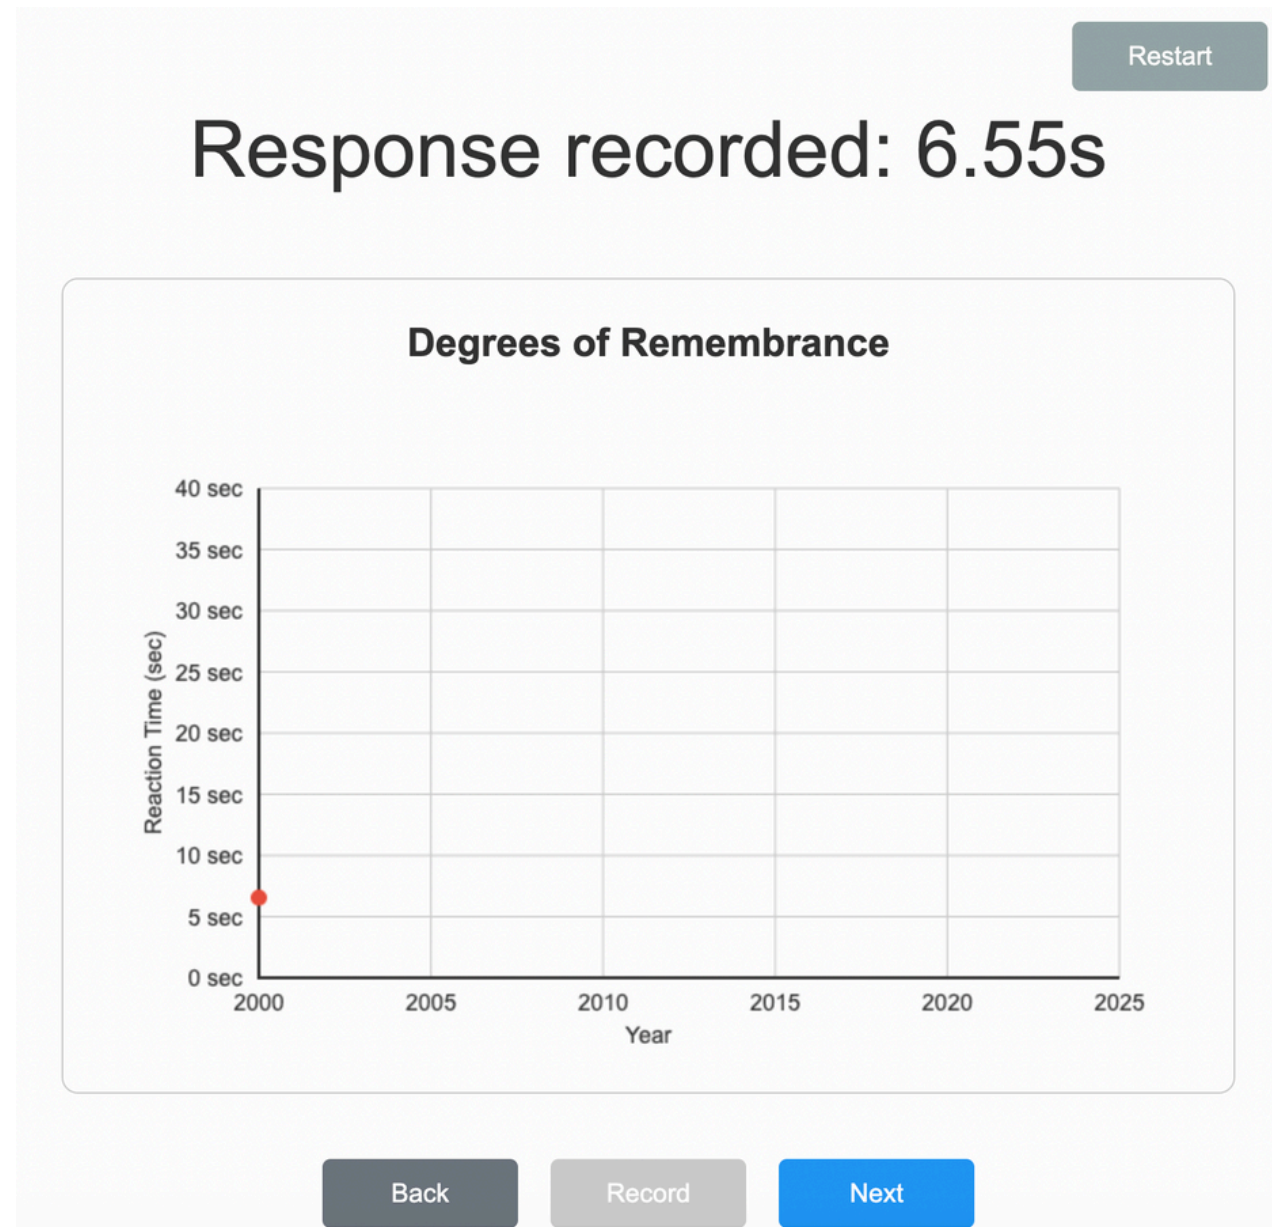 Restart
Response recorded: 6.55s
Degrees of Remembrance
40 sec
35 sec
30 sec
25 sec
20 sec
15 sec
10 sec
5 sec
0 sec
Reaction Time (sec)
2000 2005 2010 2015 2020 2025
Year
Back Record Next